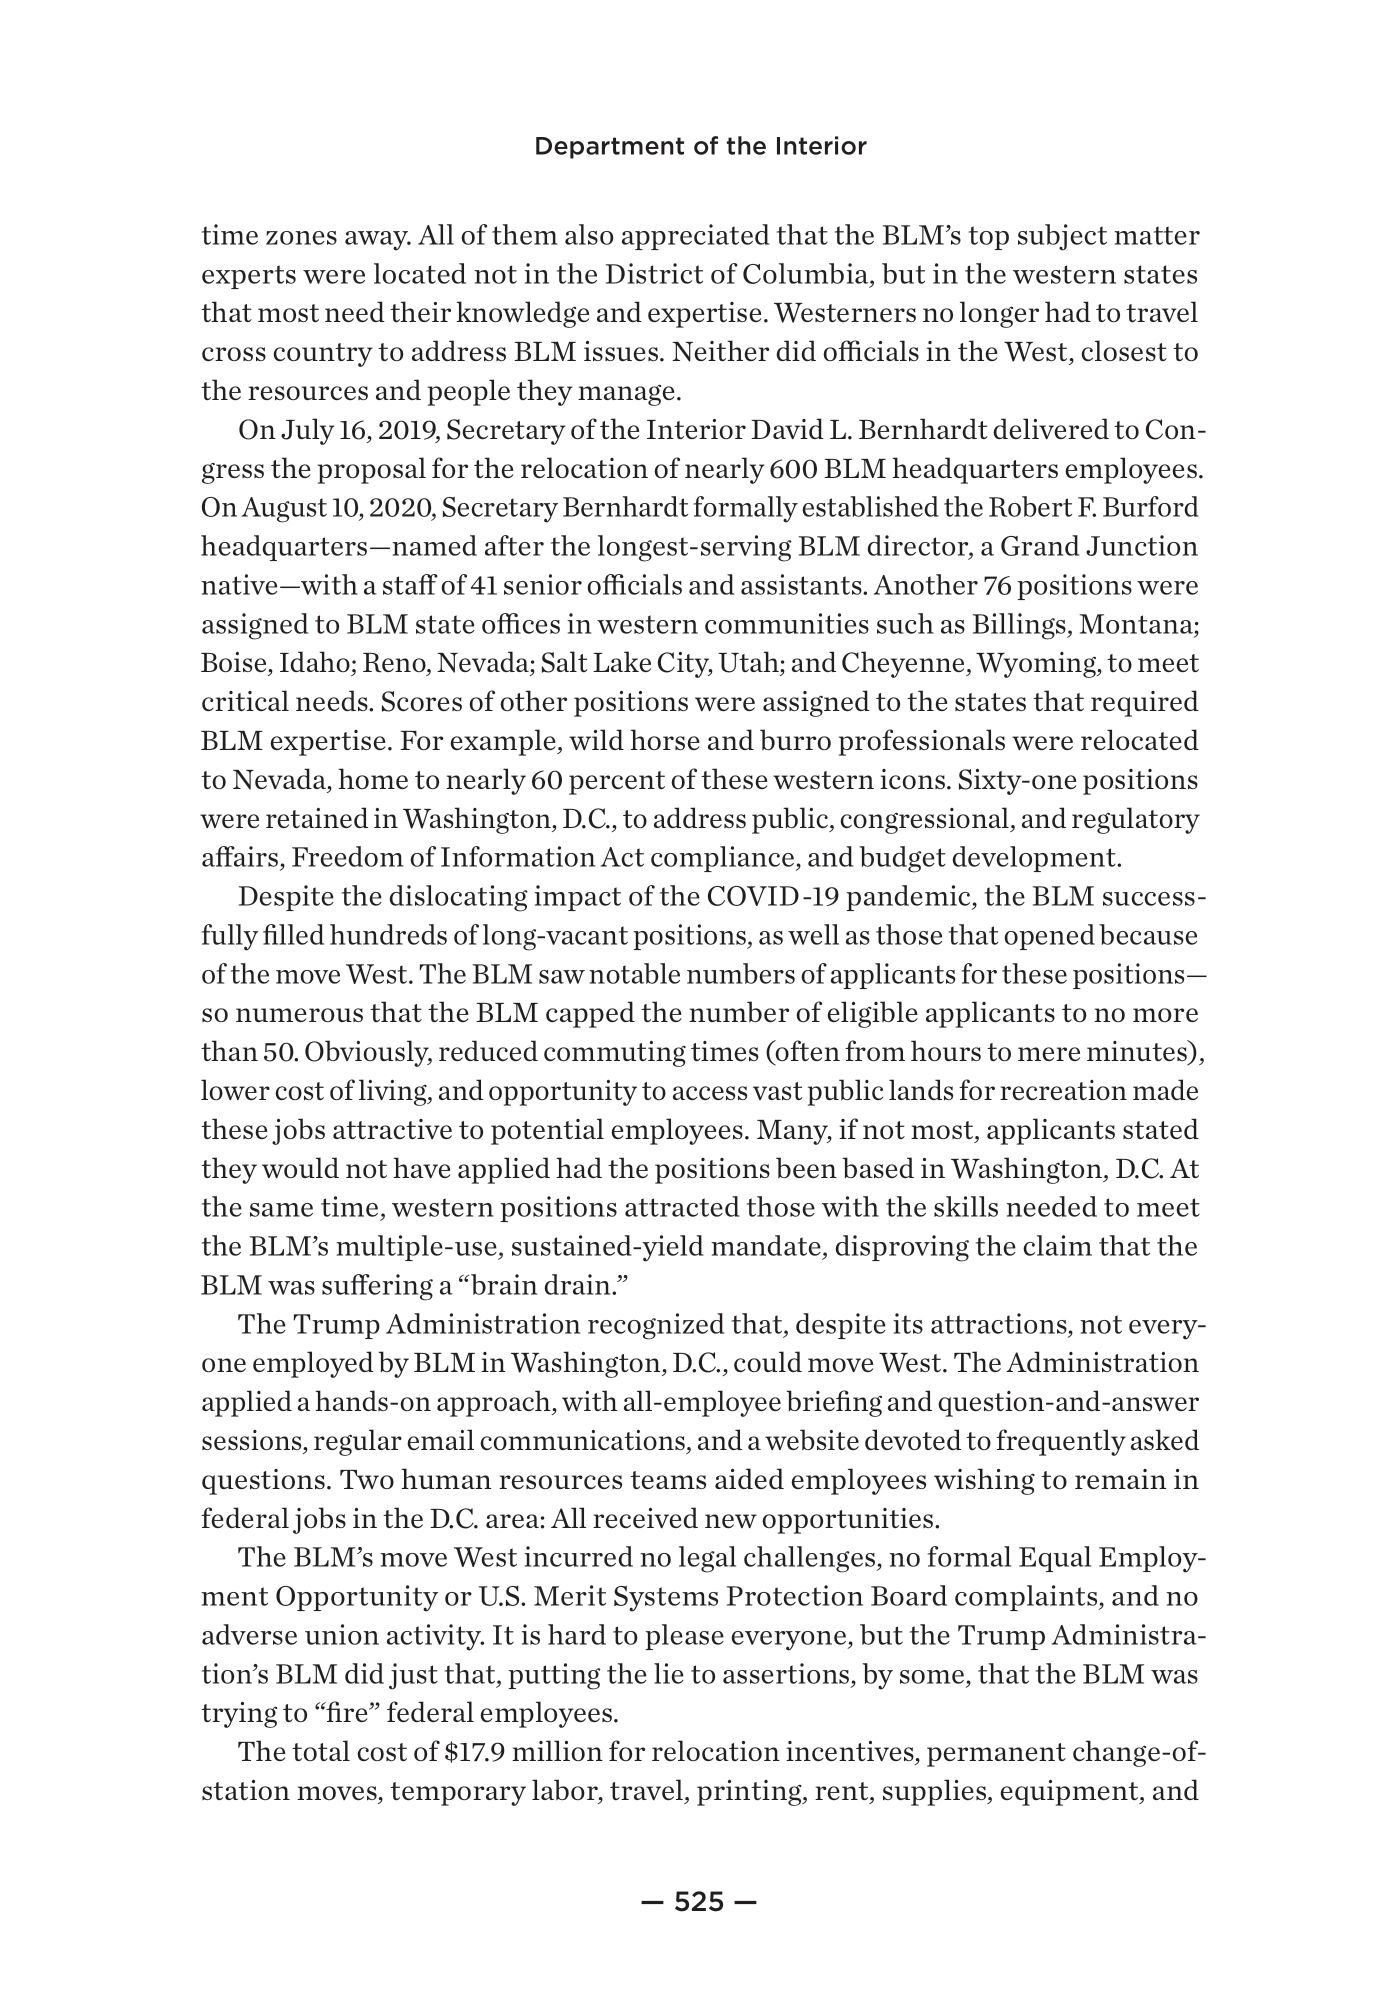 Department of the Interior
time zones away. All of them also appreciated that the BLM’s top subject matter
experts were located not in the District of Columbia, but in the western states
that most need their knowledge and expertise. Westerners no longer had to travel
cross country to address BLM issues. Neither did officials in the West, closest to
the resources and people they manage.
On July 16, 2019, Secretary of the Interior David L. Bernhardt delivered to Con-
gress the proposal for the relocation of nearly 600 BLM headquarters employees.
On August 10, 2020, Secretary Bernhardt formally established the Robert F. Burford
headquarters—named after the longest-serving BLM director, a Grand Junction
native—with a staff of 41 senior officials and assistants. Another 76 positions were
assigned to BLM state offices in western communities such as Billings, Montana;
Boise, Idaho; Reno, Nevada; Salt Lake City, Utah; and Cheyenne, Wyoming, to meet
critical needs. Scores of other positions were assigned to the states that required
BLM expertise. For example, wild horse and burro professionals were relocated
to Nevada, home to nearly 60 percent of these western icons. Sixty-one positions
were retained in Washington, D.C., to address public, congressional, and regulatory
affairs, Freedom of Information Act compliance, and budget development.
Despite the dislocating impact of the COVID-19 pandemic, the BLM success-
fully filled hundreds of long-vacant positions, as well as those that opened because
of the move West. The BLM saw notable numbers of applicants for these positions—
so numerous that the BLM capped the number of eligible applicants to no more
than 50. Obviously, reduced commuting times (often from hours to mere minutes),
lower cost of living, and opportunity to access vast public lands for recreation made
these jobs attractive to potential employees. Many, if not most, applicants stated
they would not have applied had the positions been based in Washington, D.C. At
the same time, western positions attracted those with the skills needed to meet
the BLM’s multiple-use, sustained-yield mandate, disproving the claim that the
BLM was suffering a “brain drain.”
The Trump Administration recognized that, despite its attractions, not every-
one employed by BLM in Washington, D.C., could move West. The Administration
applied a hands-on approach, with all-employee briefing and question-and-answer
sessions, regular email communications, and a website devoted to frequently asked
questions. Two human resources teams aided employees wishing to remain in
federal jobs in the D.C. area: All received new opportunities.
The BLM’s move West incurred no legal challenges, no formal Equal Employ-
ment Opportunity or U.S. Merit Systems Protection Board complaints, and no
adverse union activity. It is hard to please everyone, but the Trump Administra-
tion’s BLM did just that, putting the lie to assertions, by some, that the BLM was
trying to “fire” federal employees.
The total cost of $17.9 million for relocation incentives, permanent change-of-
station moves, temporary labor, travel, printing, rent, supplies, equipment, and
— 525 —